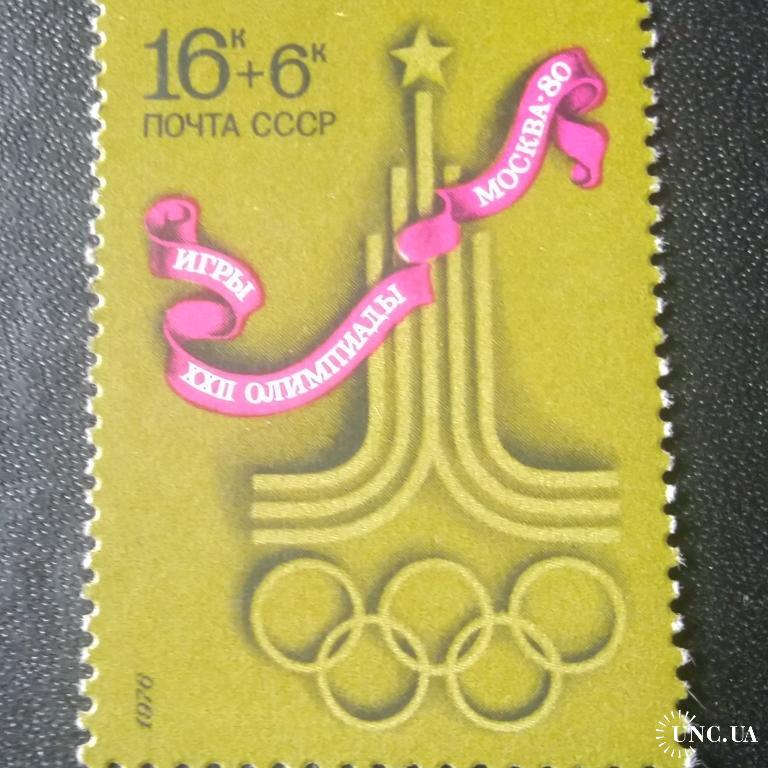 16к+6к
ПОЧТА СССР
ИГРЫ
XXII ОЛИМПИАДЫ
МОСКВА·80
1976
UNC.UA